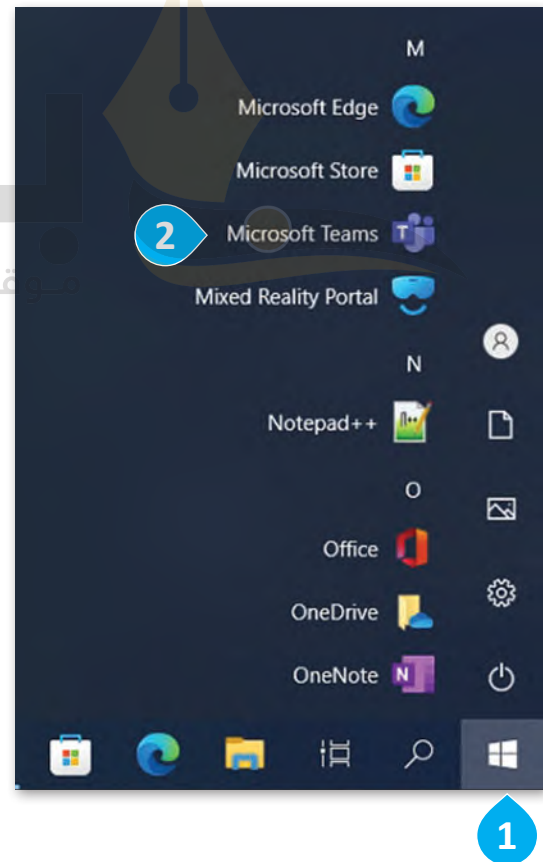 M
Microsoft Edge
Microsoft Store
2
Microsoft Teams
Mixed Reality Portal
N
Notepad++
O
Office
OneDrive
OneNote
1